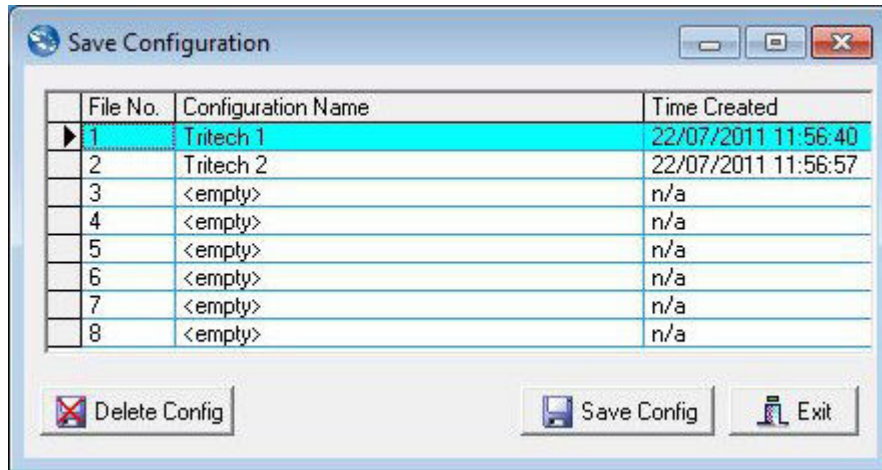 Save Configuration
File No. Configuration Name Time Created
1 Tritech 1 22/07/2011 11:56:40
2 Tritech 2 22/07/2011 11:56:57
3 <empty> n/a
4 <empty> n/a
5 <empty> n/a
6 <empty> n/a
7 <empty> n/a
8 <empty> n/a
Delete Config Save Config Exit